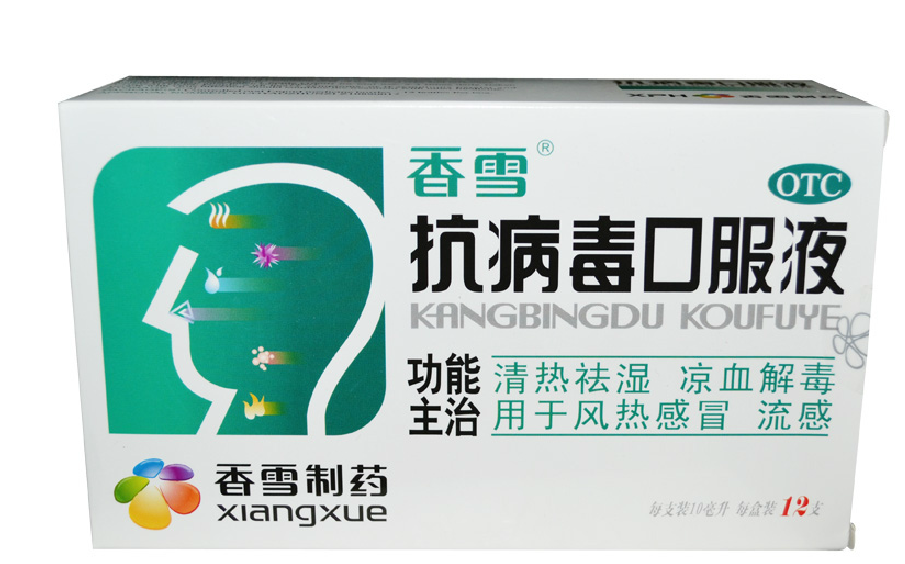 香雪®
OTC
抗病毒口服液
KANGBINGDU KOUFUYE
功能主治
清热祛湿 凉血解毒
用于风热感冒 流感
香雪制药
xiangxue
每支装10毫升 每盒装12支